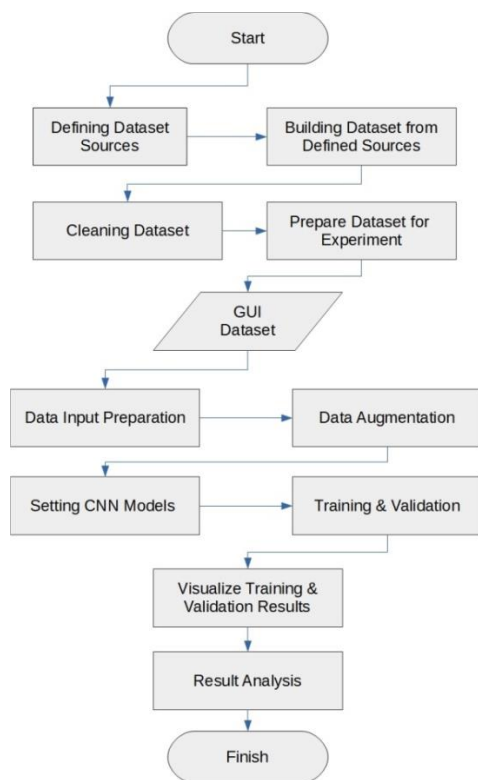 Start
Defining Dataset
Sources
Building Dataset from
Defined Sources
Cleaning Dataset
Prepare Dataset for
Experiment
GUI
Dataset
Data Input Preparation
Data Augmentation
Setting CNN Models
Training & Validation
Visualize Training &
Validation Results
Result Analysis
Finish